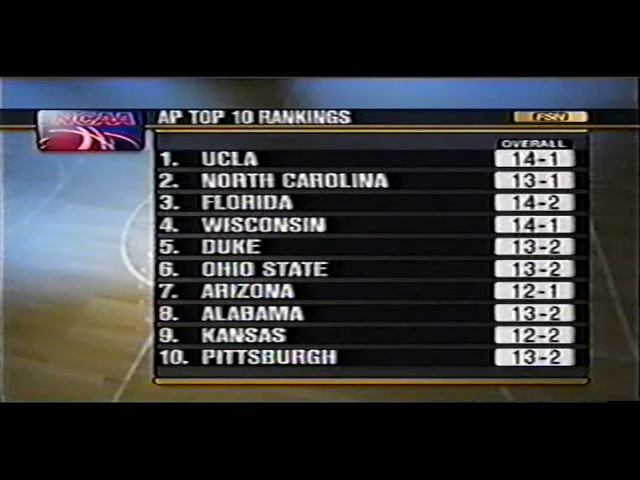 NCAA
AP TOP 10 RANKINGS
FSN
OVERALL
1. UCLA 14-1
2. NORTH CAROLINA 13-1
3. FLORIDA 14-2
4. WISCONSIN 14-1
5. DUKE 13-2
6. OHIO STATE 13-2
7. ARIZONA 12-1
8. ALABAMA 13-2
9. KANSAS 12-2
10. PITTSBURGH 13-2